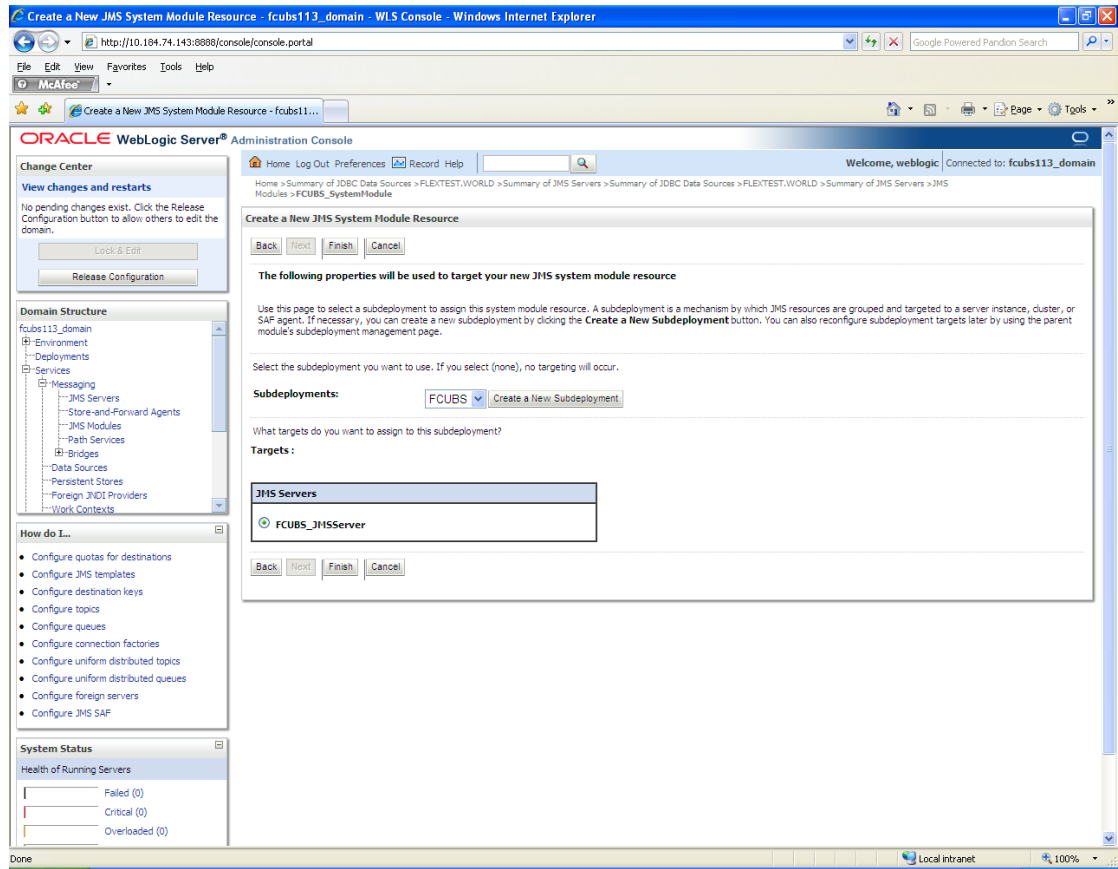 Create a New JMS System Module Resource - fcubs113_domain - WLS Console - Windows Internet Explorer
http://10.184.74.143:8888/console/console.portal
Google Powered Pandion Search
File Edit View Favorites Tools Help
McAfee
Create a New JMS System Module Resource - fcubs11...
Page Tools
ORACLE WebLogic Server® Administration Console
Change Center
View changes and restarts
No pending changes exist. Click the Release
Configuration button to allow others to edit the
domain.
Lock & Edit
Release Configuration
Domain Structure
fcubs113_domain
Environment
Deployments
Services
Messaging
JMS Servers
Store-and-Forward Agents
JMS Modules
Path Services
Bridges
Data Sources
Persistent Stores
Foreign JNDI Providers
Work Contexts
How do I...
Configure quotas for destinations
Configure JMS templates
Configure destination keys
Configure topics
Configure queues
Configure connection factories
Configure uniform distributed topics
Configure uniform distributed queues
Configure foreign servers
Configure JMS SAF
System Status
Health of Running Servers
Failed (0)
Critical (0)
Overloaded (0)
Home Log Out Preferences Record Help
Welcome, weblogic Connected to: fcubs113_domain
Home >Summary of JDBC Data Sources >FLEXTEST.WORLD >Summary of JMS Servers >Summary of JDBC Data Sources >FLEXTEST.WORLD >Summary of JMS Servers >JMS
Modules >FCUBS_SystemModule
Create a New JMS System Module Resource
Back Next Finish Cancel
The following properties will be used to target your new JMS system module resource
Use this page to select a subdeployment to assign this system module resource. A subdeployment is a mechanism by which JMS resources are grouped and targeted to a server instance, cluster, or
SAF agent. If necessary, you can create a new subdeployment by clicking the Create a New Subdeployment button. You can also reconfigure subdeployment targets later by using the parent
module's subdeployment management page.
Select the subdeployment you want to use. If you select (none), no targeting will occur.
Subdeployments: FCUBS Create a New Subdeployment
What targets do you want to assign to this subdeployment?
Targets :
JMS Servers
FCUBS_JMSServer
Back Next Finish Cancel
Done
Local intranet
100%